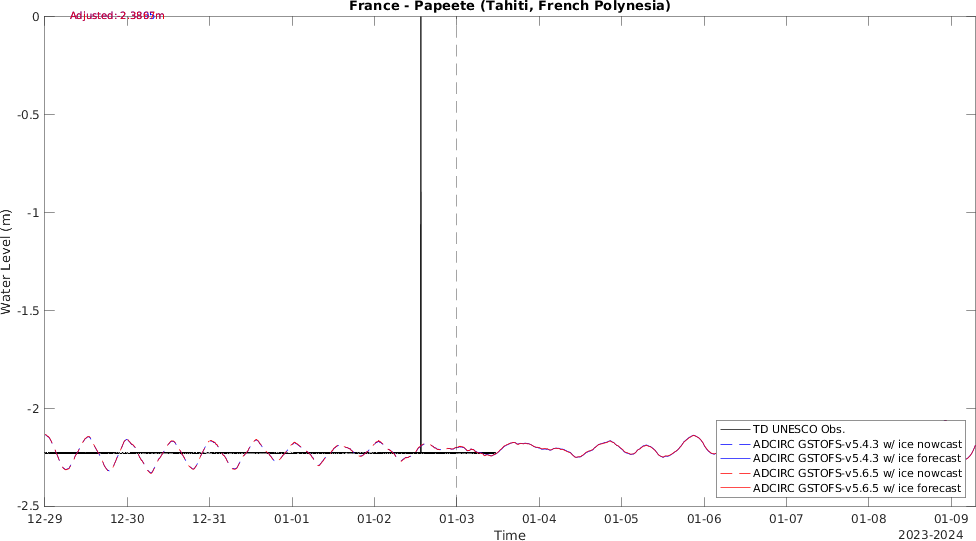 France - Papeete (Tahiti, French Polynesia)
Adjusted:
0
-0.5
-1
-1.5
-2
-2.5
Water Level (m)
12-29 12-30 12-31 01-01 01-02 01-03 01-04 01-05 01-06 01-07 01-08 01-09
Time
2023-2024
TD UNESCO Obs.
ADCIRC GSTOFS-v5.4.3 w/ ice nowcast
ADCIRC GSTOFS-v5.4.3 w/ ice forecast
ADCIRC GSTOFS-v5.6.5 w/ ice nowcast
ADCIRC GSTOFS-v5.6.5 w/ ice forecast